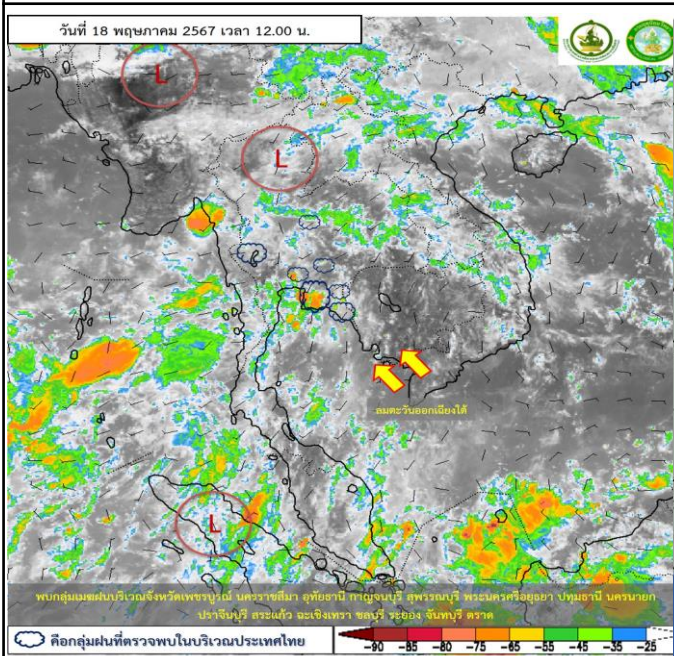 วันที่ 18 พฤษภาคม 2567 เวลา 12.00 น.
L
L
ลมตะวันออกเฉียงใต้
L
พบกลุ่มเมฆฝนบริเวณจังหวัดเพชรบูรณ์ นครราชสีมา อุทัยธานี กาญจนบุรี สุพรรณบุรี พระนครศรีอยุธยา ปทุมธานี นครนายก
ปราจีนบุรี สระแก้ว ฉะเชิงเทรา ชลบุรี ระยอง จันทบุรี ตราด
คือกลุ่มฝนที่ตรวจพบในบริเวณประเทศไทย
-90 -85 -80 -75 -65 -55 -45 -35 -25